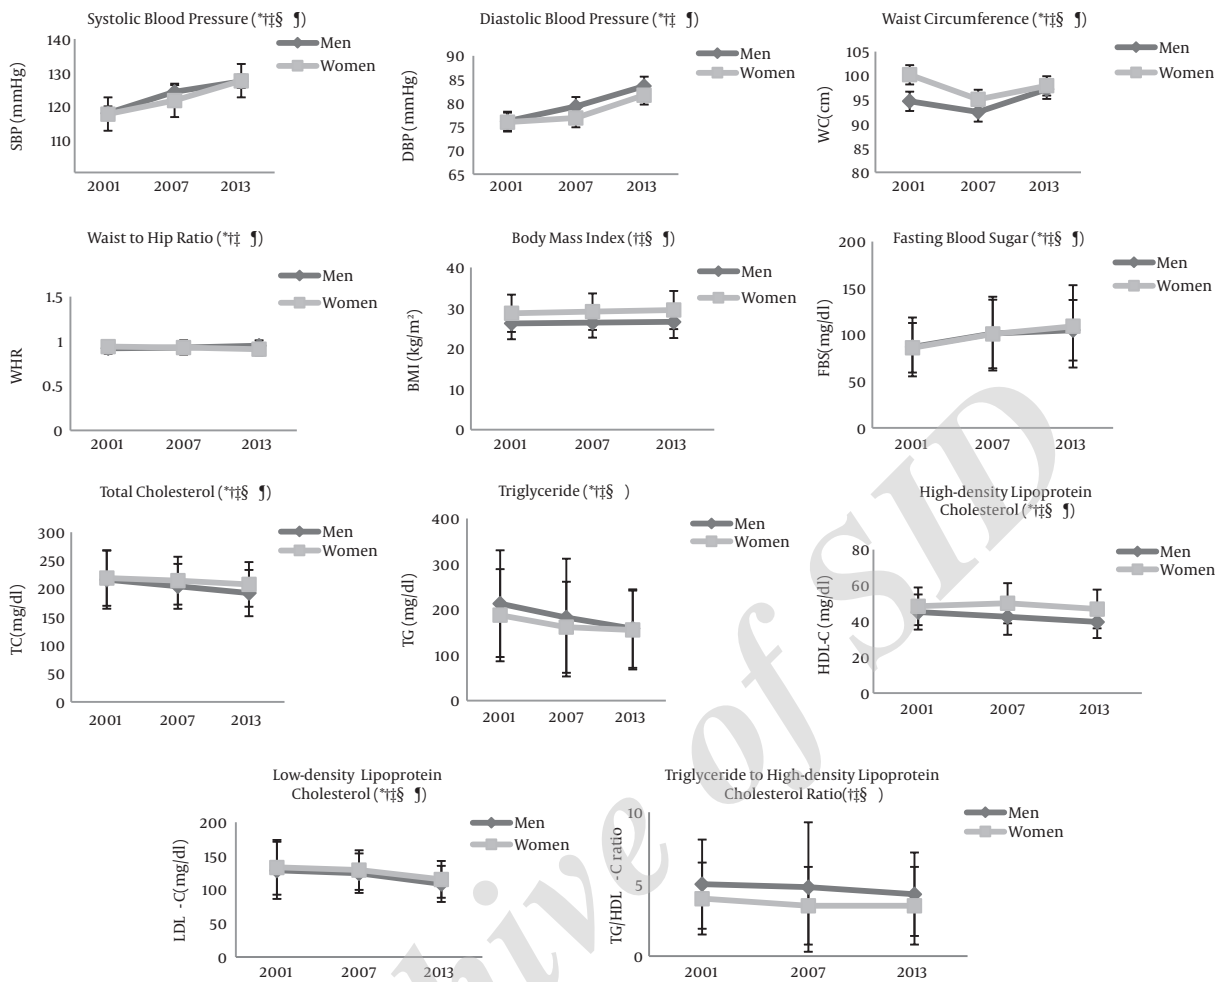 Systolic Blood Pressure (*†‡§ ¶)
140
130
120
110
SBP (mmHg)
2001 2007 2013
Men
Women
Diastolic Blood Pressure (*†‡ ¶)
90
85
80
75
70
65
DBP (mmHg)
2001 2007 2013
Men
Women
Waist Circumference (*†‡§ ¶)
105
100
95
90
85
80
WC(cm)
2001 2007 2013
Men
Women
Waist to Hip Ratio (*†‡ ¶)
1.5
1
0.5
0
WHR
2001 2007 2013
Men
Women
Body Mass Index (†‡§ ¶)
40
30
20
10
0
BMI (kg/m²)
2001 2007 2013
Men
Women
Fasting Blood Sugar (*†‡§ ¶)
200
150
100
50
0
FBS(mg/dl)
2001 2007 2013
Men
Women
Total Cholesterol (*†‡§ ¶)
300
250
200
150
100
50
0
TC(mg/dl)
2001 2007 2013
Men
Women
Triglyceride (*†‡§ )
400
300
200
100
0
TG (mg/dl)
2001 2007 2013
Men
Women
High-density Lipoprotein
Cholesterol (*†‡§ ¶)
80
60
40
20
0
HDL-C (mg/dl)
2001 2007 2013
Men
Women
Low-density Lipoprotein
Cholesterol (*†‡§ ¶)
200
150
100
50
0
LDL -C(mg/dl)
2001 2007 2013
Men
Women
Triglyceride to High-density Lipoprotein
Cholesterol Ratio(†‡§ )
10
5
0
TG/HDL -C ratio
2001 2007 2013
Men
Women
hive of SID